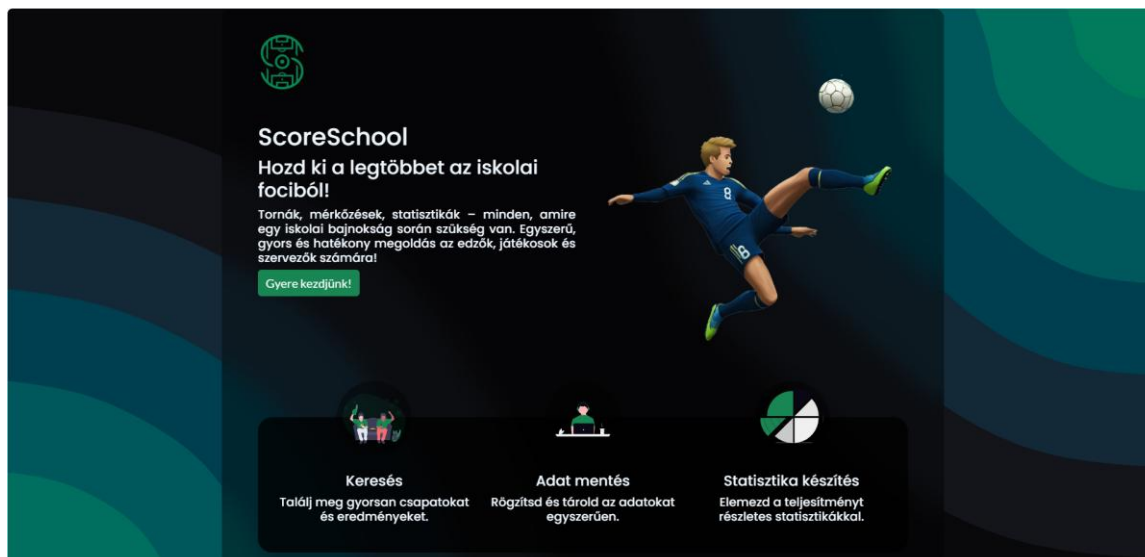 ScoreSchool
Hozd ki a legtöbbet az iskolai
fociból!
Tornák, mérkőzések, statisztikák – minden, amire
egy iskolai bajnokság során szükség van. Egyszerű,
gyors és hatékony megoldás az edzők, játékosok és
szervezők számára!
Gyere kezdjünk!
8
8
Keresés
Találj meg gyorsan csapatokat
és eredményeket.
Adat mentés
Rögzítsd és tárold az adatokat
egyszerűen.
Statisztika készítés
Elemezd a teljesítményt
részletes statisztikákkal.